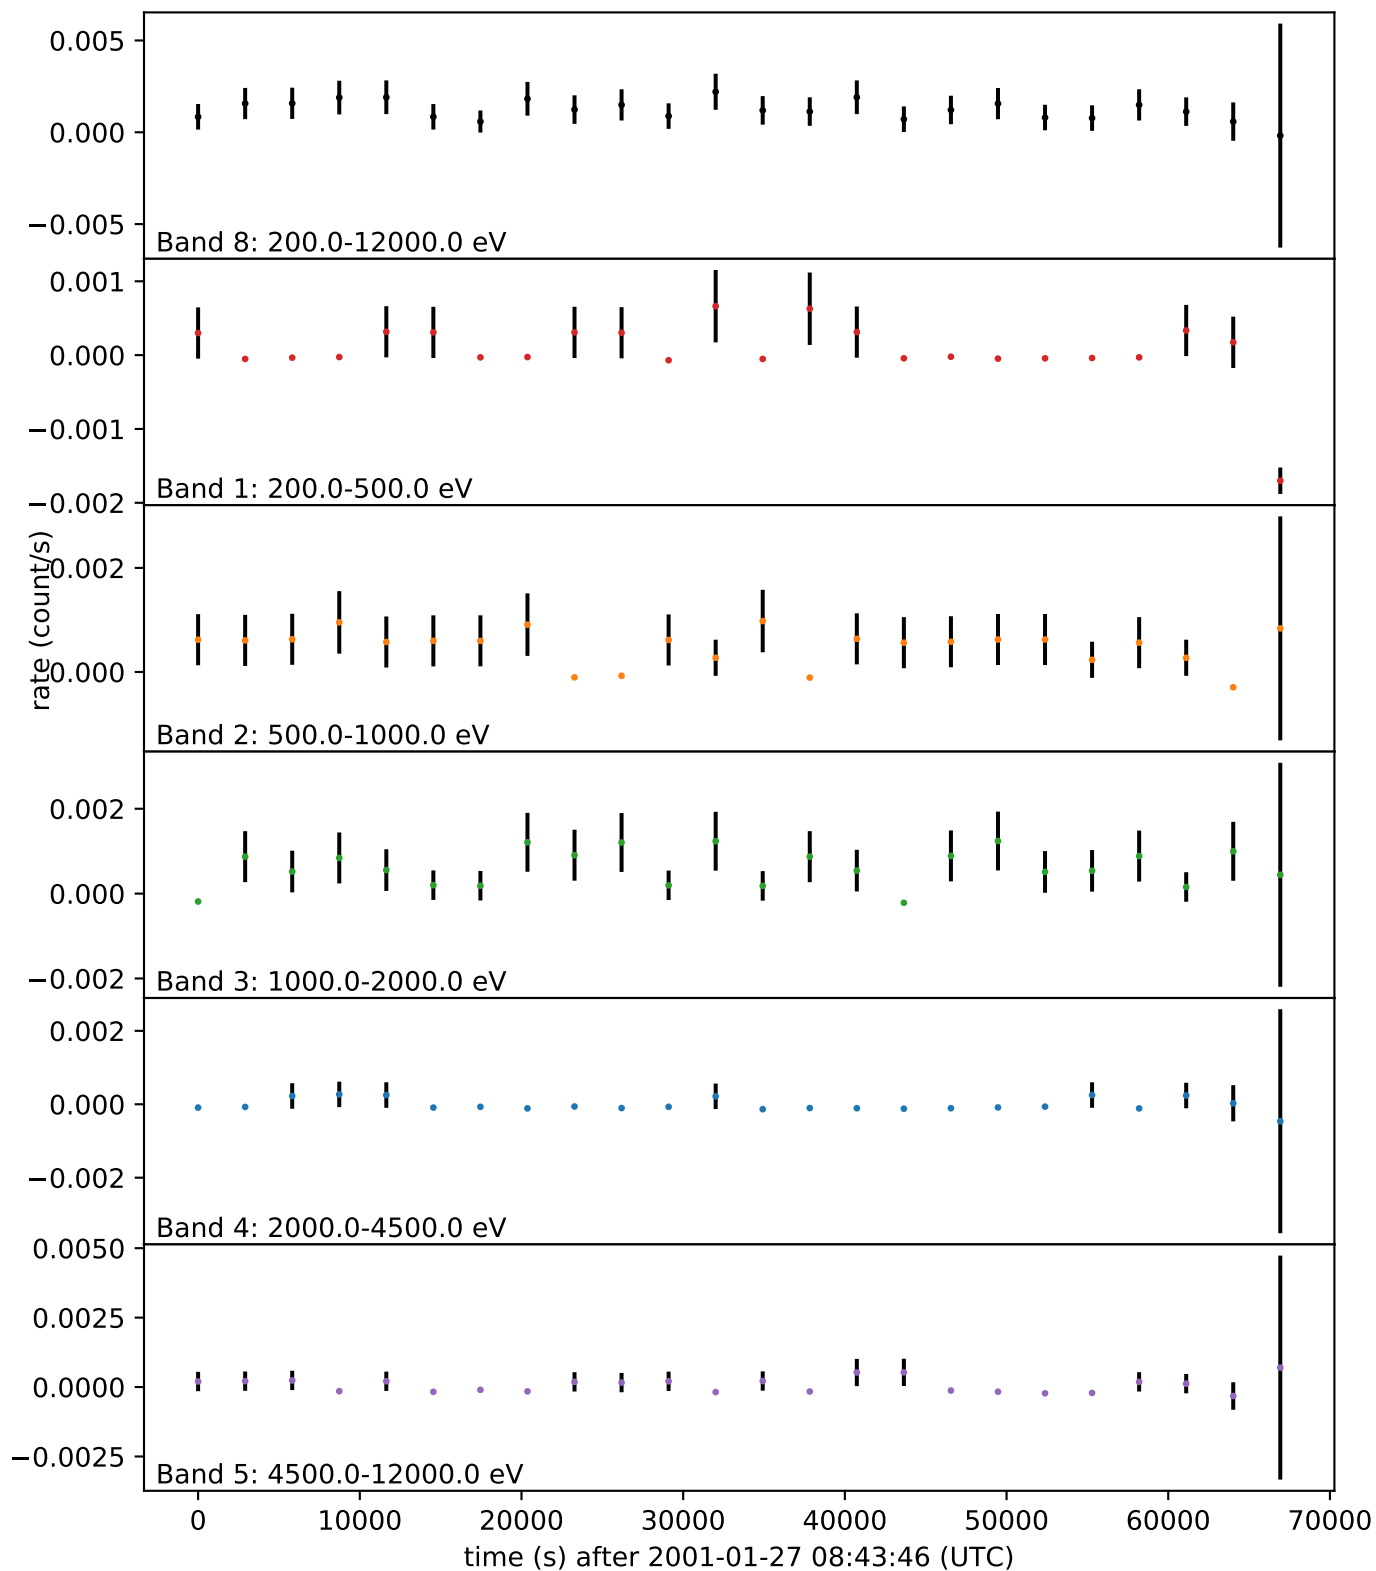 0.005
0.000
−0.005
Band 8: 200.0-12000.0 eV
0.001
0.000
−0.001
−0.002
Band 1: 200.0-500.0 eV
rate (count/s)
0.002
0.000
Band 2: 500.0-1000.0 eV
0.002
0.000
−0.002
Band 3: 1000.0-2000.0 eV
0.002
0.000
−0.002
Band 4: 2000.0-4500.0 eV
0.0050
0.0025
0.0000
−0.0025
Band 5: 4500.0-12000.0 eV
0 10000 20000 30000 40000 50000 60000 70000
time (s) after 2001-01-27 08:43:46 (UTC)